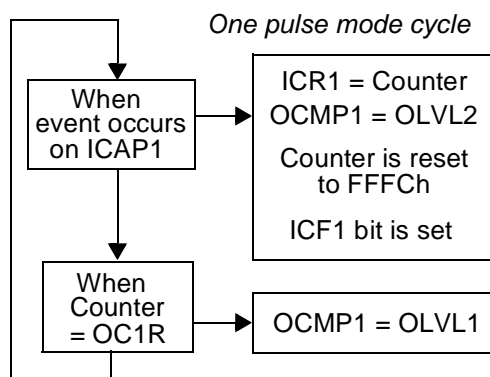 One pulse mode cycle
When
event occurs
on ICAP1
ICR1 = Counter
OCMP1 = OLVL2
Counter is reset
to FFFCh
ICF1 bit is set
When
Counter
= OC1R
OCMP1 = OLVL1